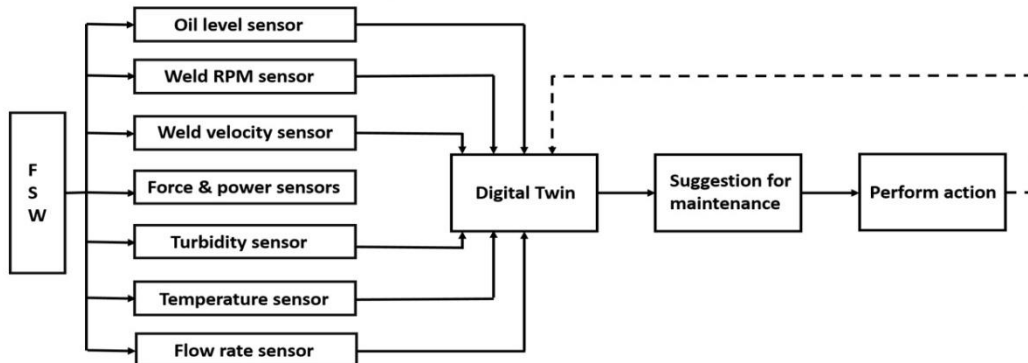 Oil level sensor
Weld RPM sensor
Weld velocity sensor
F
S
W
Force & power sensors
Turbidity sensor
Temperature sensor
Flow rate sensor
Digital Twin
Suggestion for
maintenance
Perform action